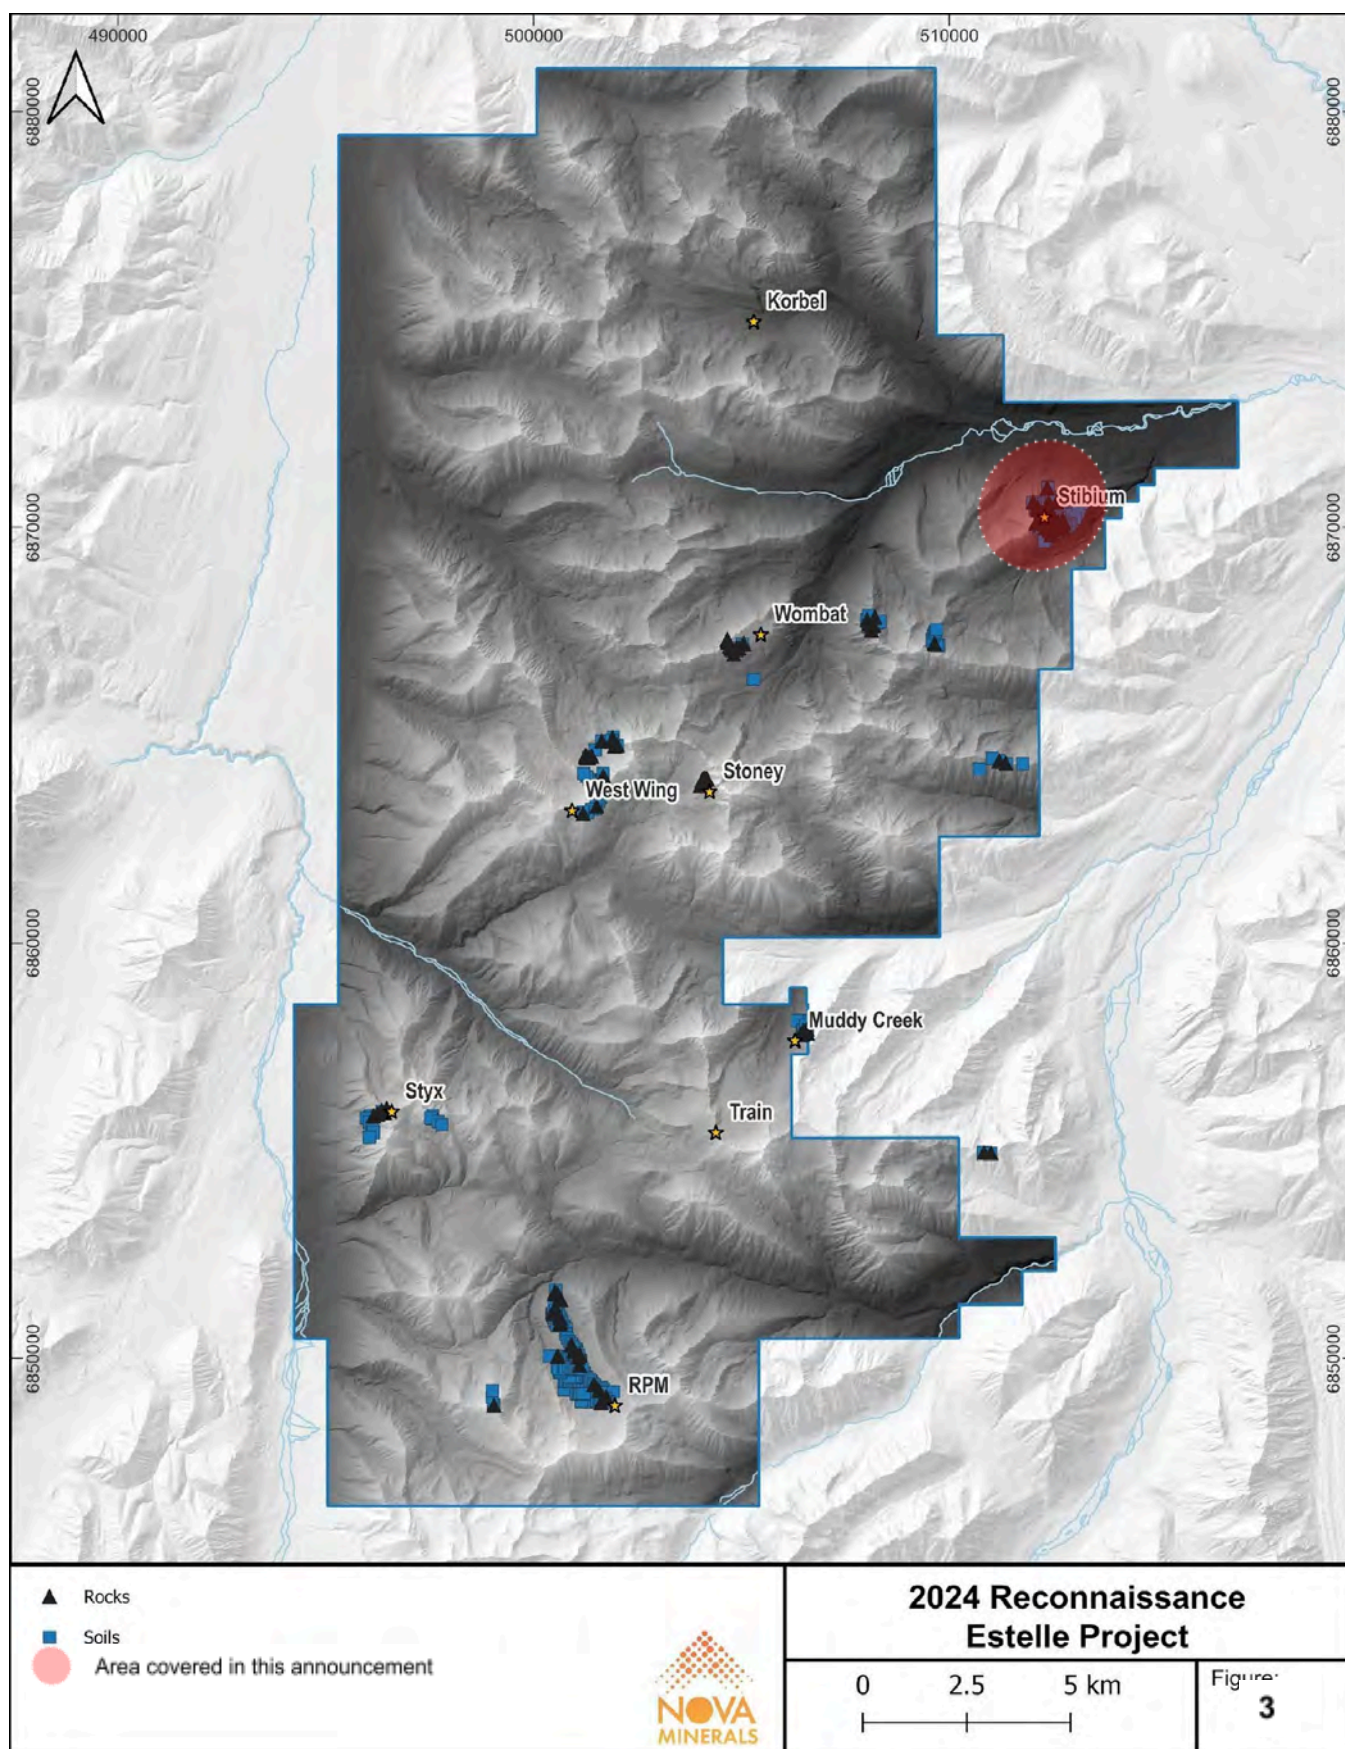 490000
500000
510000
6880000
6880000
Korbel
Stibium
6870000
6870000
Wombat
Stoney
West Wing
6860000
6860000
Muddy Creek
Styx
Train
6850000
6850000
RPM
Rocks
Soils
Area covered in this announcement
NOVA
MINERALS
2024 Reconnaissance
Estelle Project
0 2.5 5 km
Figure:
3